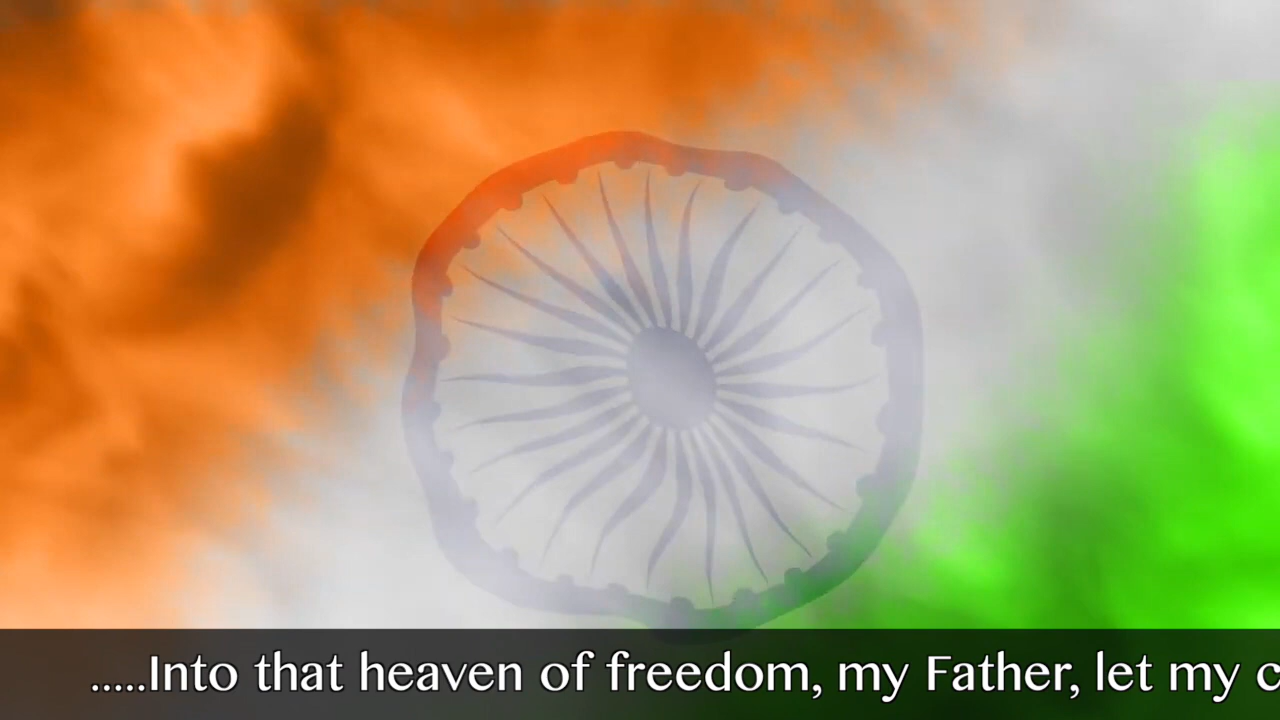 .....Into that heaven of freedom, my Father, let my c